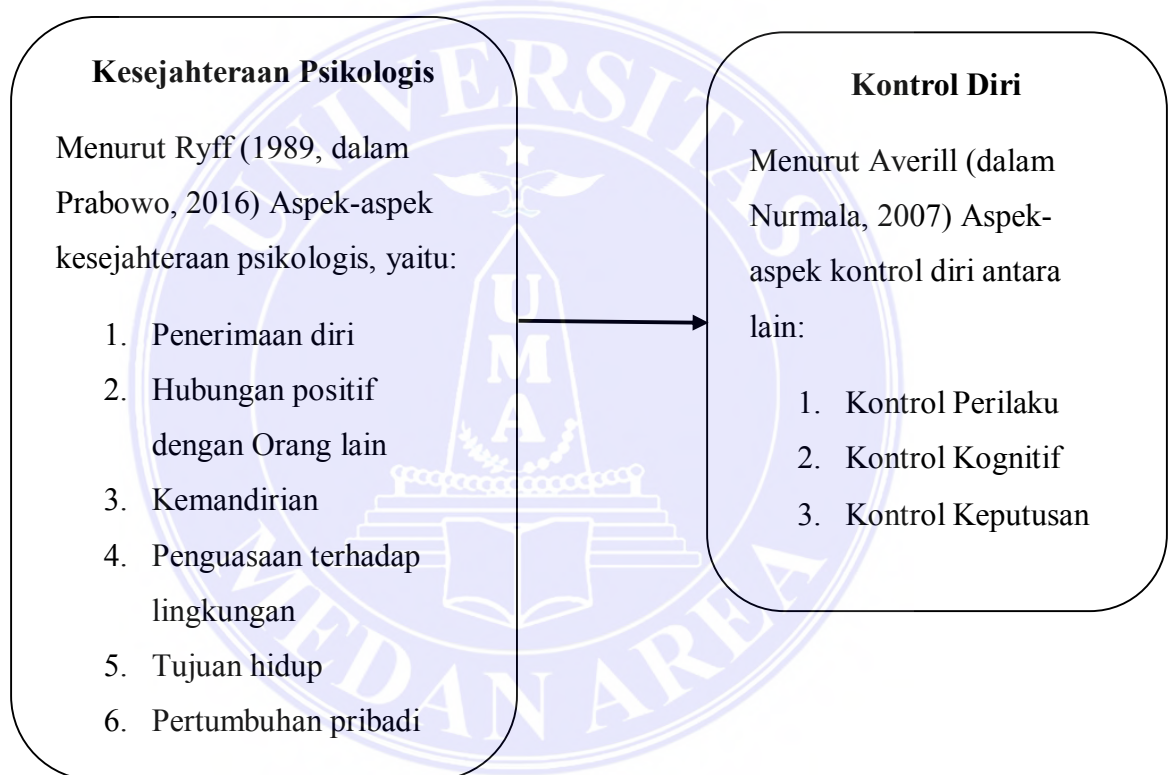 Kesejahteraan Psikologis
Menurut Ryff (1989, dalam
Prabowo, 2016) Aspek-aspek
kesejahteraan psikologis, yaitu:
1. Penerimaan diri
2. Hubungan positif
dengan Orang lain
3. Kemandirian
4. Penguasaan terhadap
lingkungan
5. Tujuan hidup
6. Pertumbuhan pribadi
Kontrol Diri
Menurut Averill (dalam
Nurmala, 2007) Aspek-
aspek kontrol diri antara
lain:
1. Kontrol Perilaku
2. Kontrol Kognitif
3. Kontrol Keputusan
UNIVERSITAS
UMA
MEDAN AREA